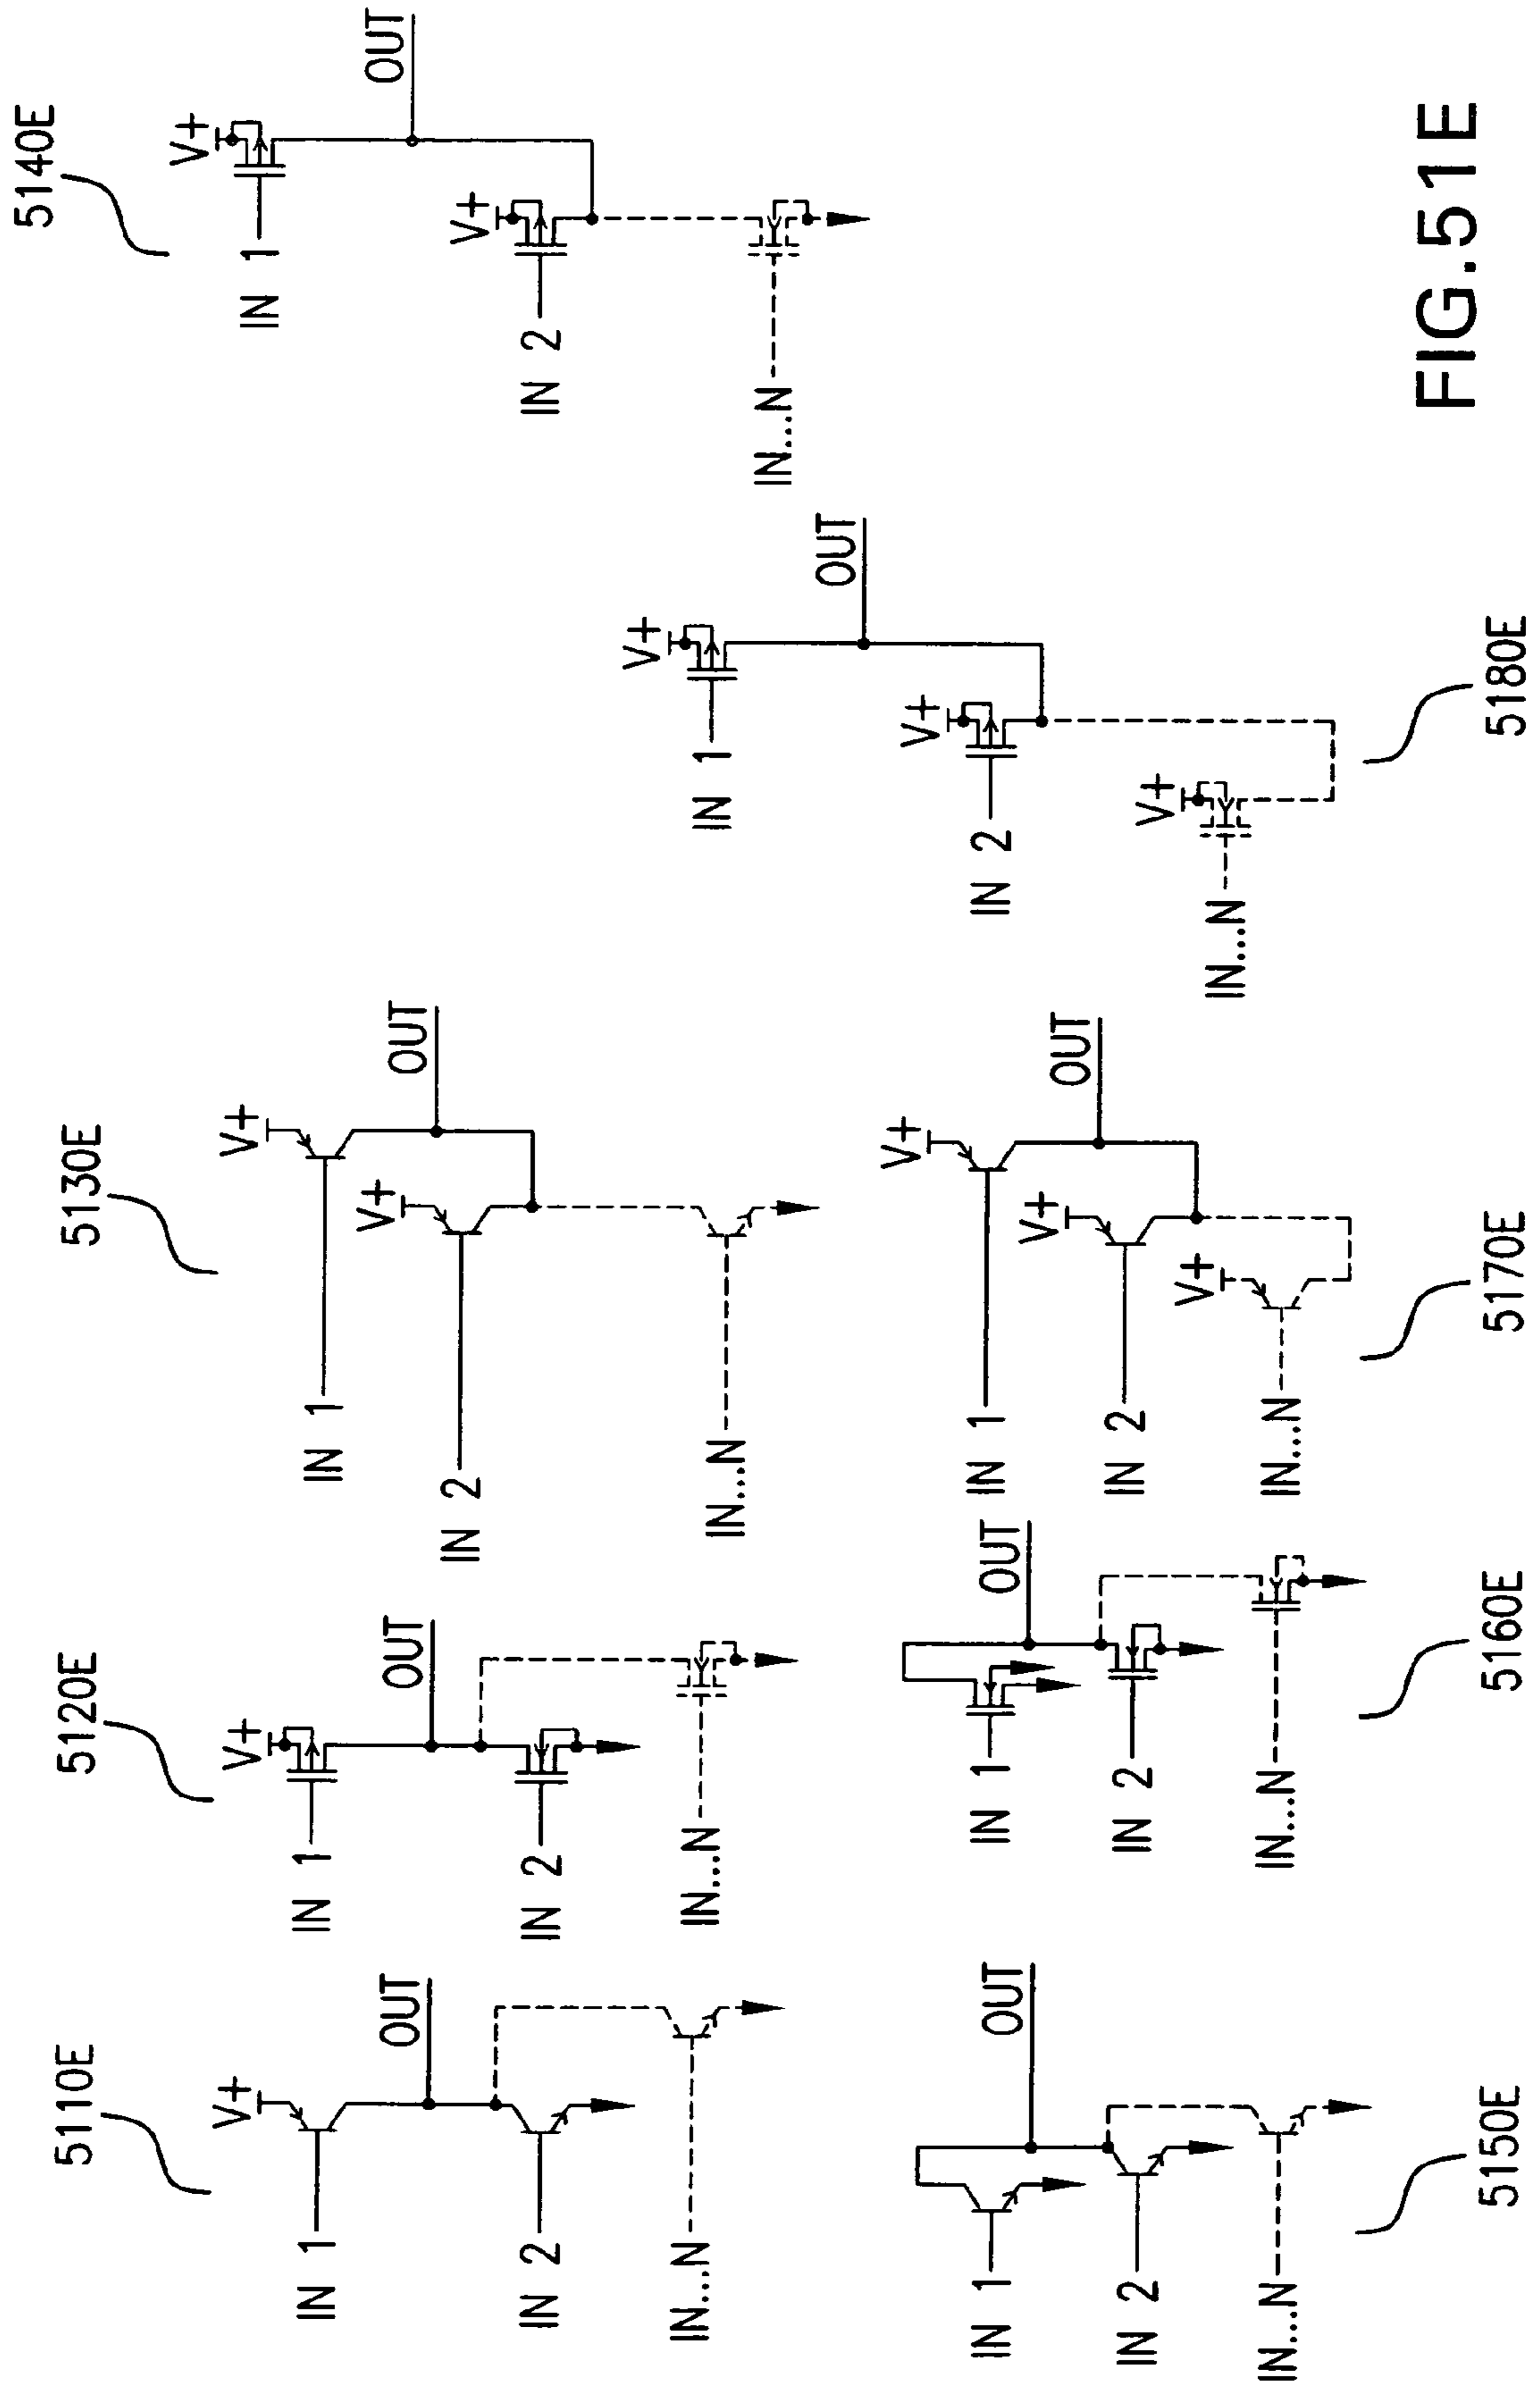 5110E
V+
IN 1
OUT
IN 2
IN...N
5120E
V+
IN 1
OUT
IN 2
IN...N
5130E
V+
IN 1
V+
OUT
IN 2
IN...N
5140E
V+
IN 1
OUT
V+
IN 2
IN...N
5150E
OUT
IN 1
IN 2
IN...N
5160E
OUT
IN 1
IN 2
IN...N
5170E
V+
IN 1
V+
OUT
IN 2
V+
IN...N
5180E
V+
IN 1
OUT
V+
IN 2
V+
IN...N
FIG.51E